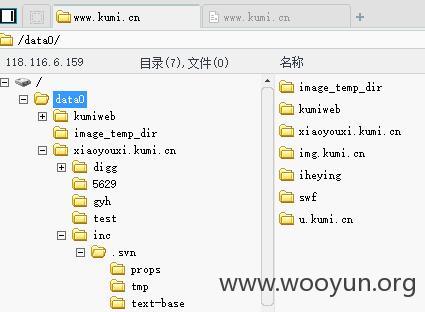 www.kumi.cn
www.kumi.cn
/data0/
118.116.6.159
目录(7),文件(0)
名称
/
data0
kumiweb
image_temp_dir
xiaoyouxi.kumi.cn
digg
5629
gyh
test
inc
.svn
props
tmp
text-base
image_temp_dir
kumiweb
xiaoyouxi.kumi.cn
img.kumi.cn
iheying
swf
u.kumi.cn
www.wooyun.org